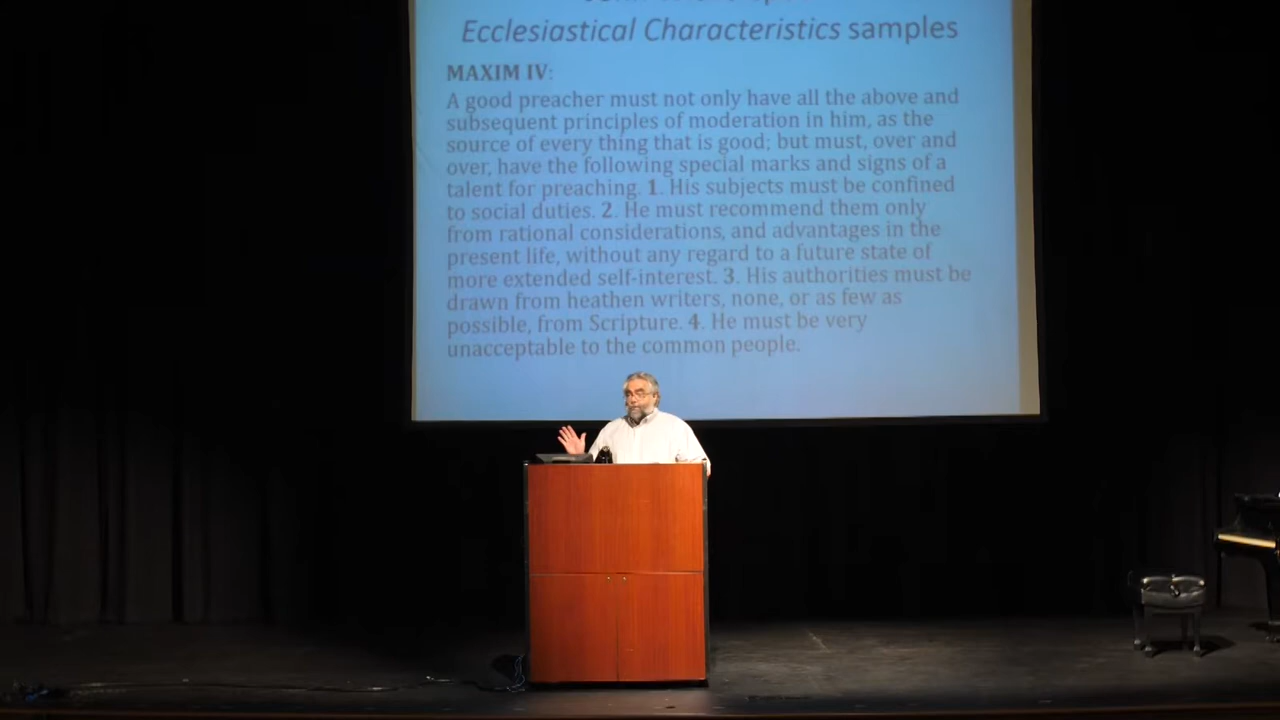 Ecclesiastical Characteristics samples
MAXIM IV:
A good preacher must not only have all the above and
subsequent principles of moderation in him, as the
source of every thing that is good; but must, over and
over, have the following special marks and signs of a
talent for preaching. 1. His subjects must be confined
to social duties. 2. He must recommend them only
from rational considerations, and advantages in the
present life, without any regard to a future state of
more extended self-interest. 3. His authorities must be
drawn from heathen writers, none, or as few as
possible, from Scripture. 4. He must be very
unacceptable to the common people.